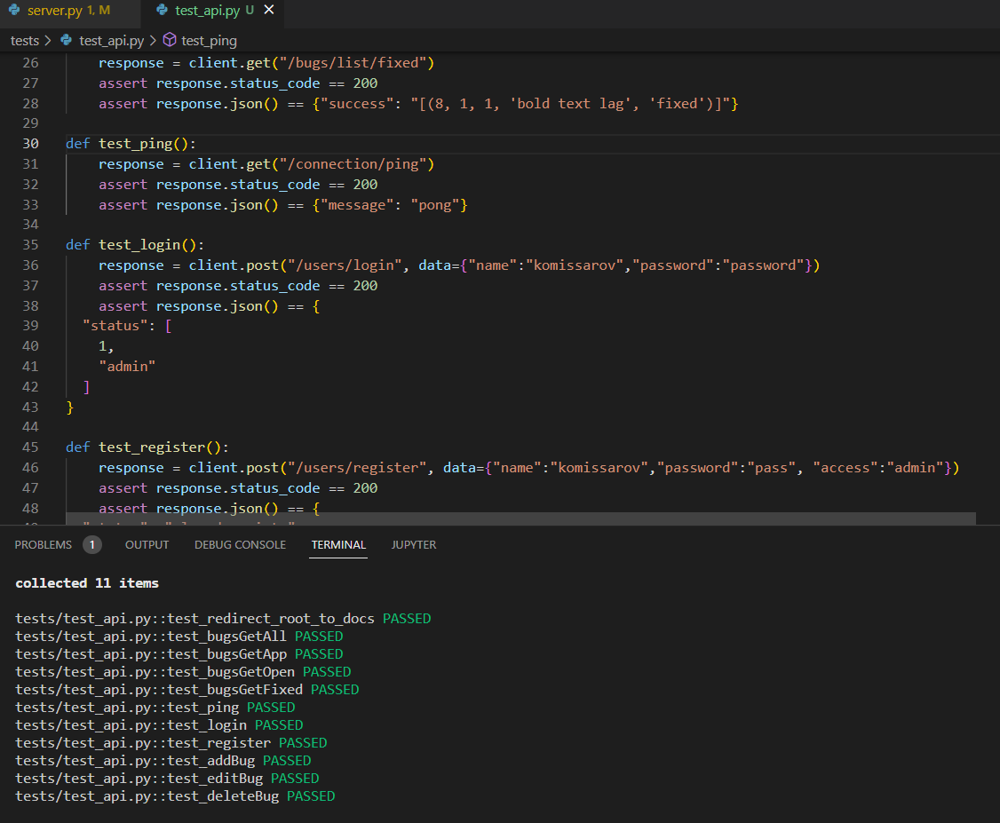 server.py 1, M test_api.py U
tests > test_api.py > test_ping
26 response = client.get("/bugs/list/fixed")
27 assert response.status_code == 200
28 assert response.json() == {"success": "[(8, 1, 1, 'bold text lag', 'fixed')]"}
29
30 def test_ping():
31 response = client.get("/connection/ping")
32 assert response.status_code == 200
33 assert response.json() == {"message": "pong"}
34
35 def test_login():
36 response = client.post("/users/login", data={"name":"komissarov","password":"password"})
37 assert response.status_code == 200
38 assert response.json() == {
39 "status": [
40 1,
41 "admin"
42 ]
43 }
44
45 def test_register():
46 response = client.post("/users/register", data={"name":"komissarov","password":"pass", "access":"admin"})
47 assert response.status_code == 200
48 assert response.json() == {
PROBLEMS 1 OUTPUT DEBUG CONSOLE TERMINAL JUPYTER
collected 11 items
tests/test_api.py::test_redirect_root_to_docs PASSED
tests/test_api.py::test_bugsGetAll PASSED
tests/test_api.py::test_bugsGetApp PASSED
tests/test_api.py::test_bugsGetOpen PASSED
tests/test_api.py::test_bugsGetFixed PASSED
tests/test_api.py::test_ping PASSED
tests/test_api.py::test_login PASSED
tests/test_api.py::test_register PASSED
tests/test_api.py::test_addBug PASSED
tests/test_api.py::test_editBug PASSED
tests/test_api.py::test_deleteBug PASSED